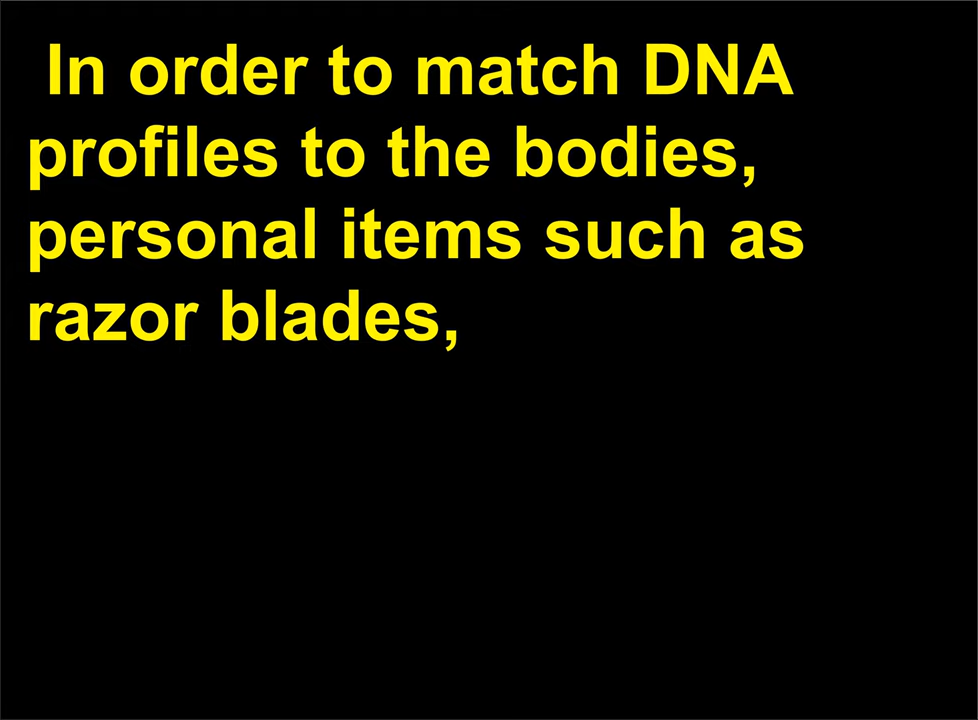 In order to match DNA
profiles to the bodies,
personal items such as
razor blades,